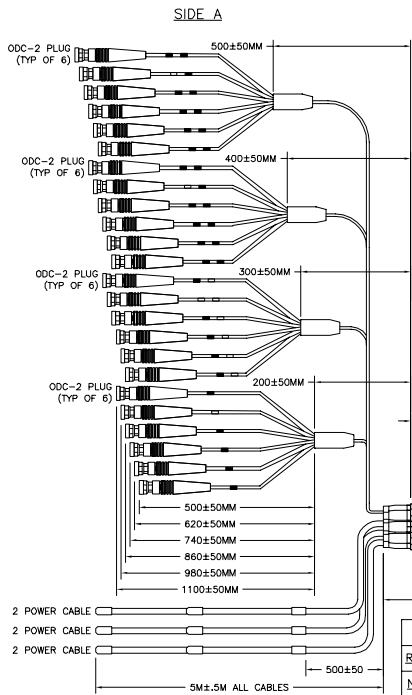 SIDE A
500±50MM
ODC-2 PLUG
(TYP OF 6)
400±50MM
ODC-2 PLUG
(TYP OF 6)
300±50MM
ODC-2 PLUG
(TYP OF 6)
200±50MM
ODC-2 PLUG
(TYP OF 6)
500±50MM
620±50MM
740±50MM
860±50MM
980±50MM
1100±50MM
2 POWER CABLE
2 POWER CABLE
2 POWER CABLE
500±50
5M±.5M ALL CABLES
R
N